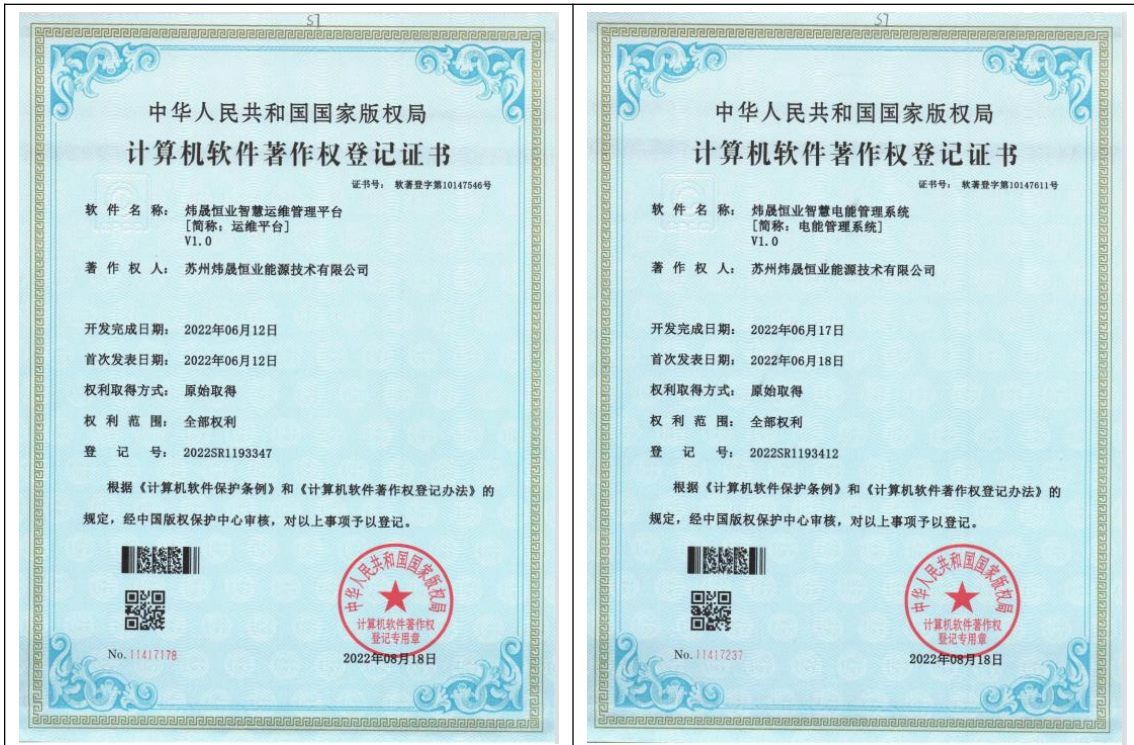 57
中华人民共和国国家版权局
计算机软件著作权登记证书
证书号： 软著登字第10147546号
软件名称： 炜晟恒业智慧运维管理平台
[简称：运维平台]
V1.0
著作权人： 苏州炜晟恒业能源技术有限公司
开发完成日期： 2022年06月12日
首次发表日期： 2022年06月12日
权利取得方式： 原始取得
权利范围： 全部权利
登记号： 2022SR1193347
根据《计算机软件保护条例》和《计算机软件著作权登记办法》的
规定，经中国版权保护中心审核，对以上事项予以登记。
中华人民共和国国家版权局
计算机软件著作权
登记专用章
No. 11417178
2022年08月18日
57
中华人民共和国国家版权局
计算机软件著作权登记证书
证书号： 软著登字第10147611号
软件名称： 炜晟恒业智慧电能管理系统
[简称：电能管理系统]
V1.0
著作权人： 苏州炜晟恒业能源技术有限公司
开发完成日期： 2022年06月17日
首次发表日期： 2022年06月18日
权利取得方式： 原始取得
权利范围： 全部权利
登记号： 2022SR1193412
根据《计算机软件保护条例》和《计算机软件著作权登记办法》的
规定，经中国版权保护中心审核，对以上事项予以登记。
中华人民共和国国家版权局
计算机软件著作权
登记专用章
No. 11417237
2022年08月18日